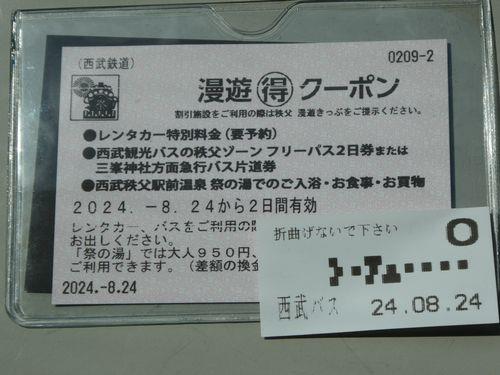 (西武鉄道)
0209-2
漫遊 得 クーポン
割引施設をご利用の際は秩父 漫遊きっぷをご提示ください。
●レンタカー特別料金(要予約)
●西武観光バスの秩父ゾーン フリーパス2日券または
三峯神社方面急行バス片道券
●西武秩父駅前温泉 祭の湯でのご入浴・お食事・お買物
2024.-8.24から2日間有効
レンタカー、バスをご利用の
お出しください。
「祭の湯」では大人950円、
ご利用できます。(差額の換金
2024.-8.24
折曲げないで下さい
西武バス 24.08.24